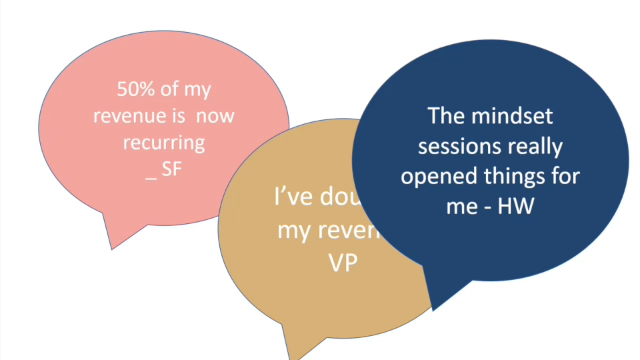 50% of my
revenue is now
recurring
_ SF
I've
my
VP
The mindset
sessions really
opened things for
me - HW